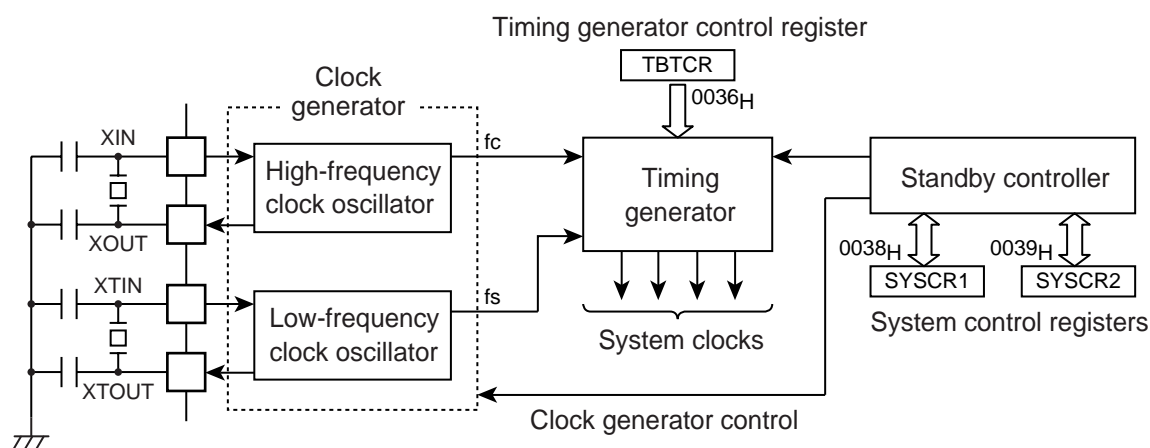 Timing generator control register
TBTCR
0036H
Clock
generator
XIN
High-frequency
clock oscillator
fc
Timing
generator
Standby controller
XOUT
0038H
0039H
SYSCR1
SYSCR2
XTIN
Low-frequency
clock oscillator
fs
System clocks
System control registers
XTOUT
Clock generator control